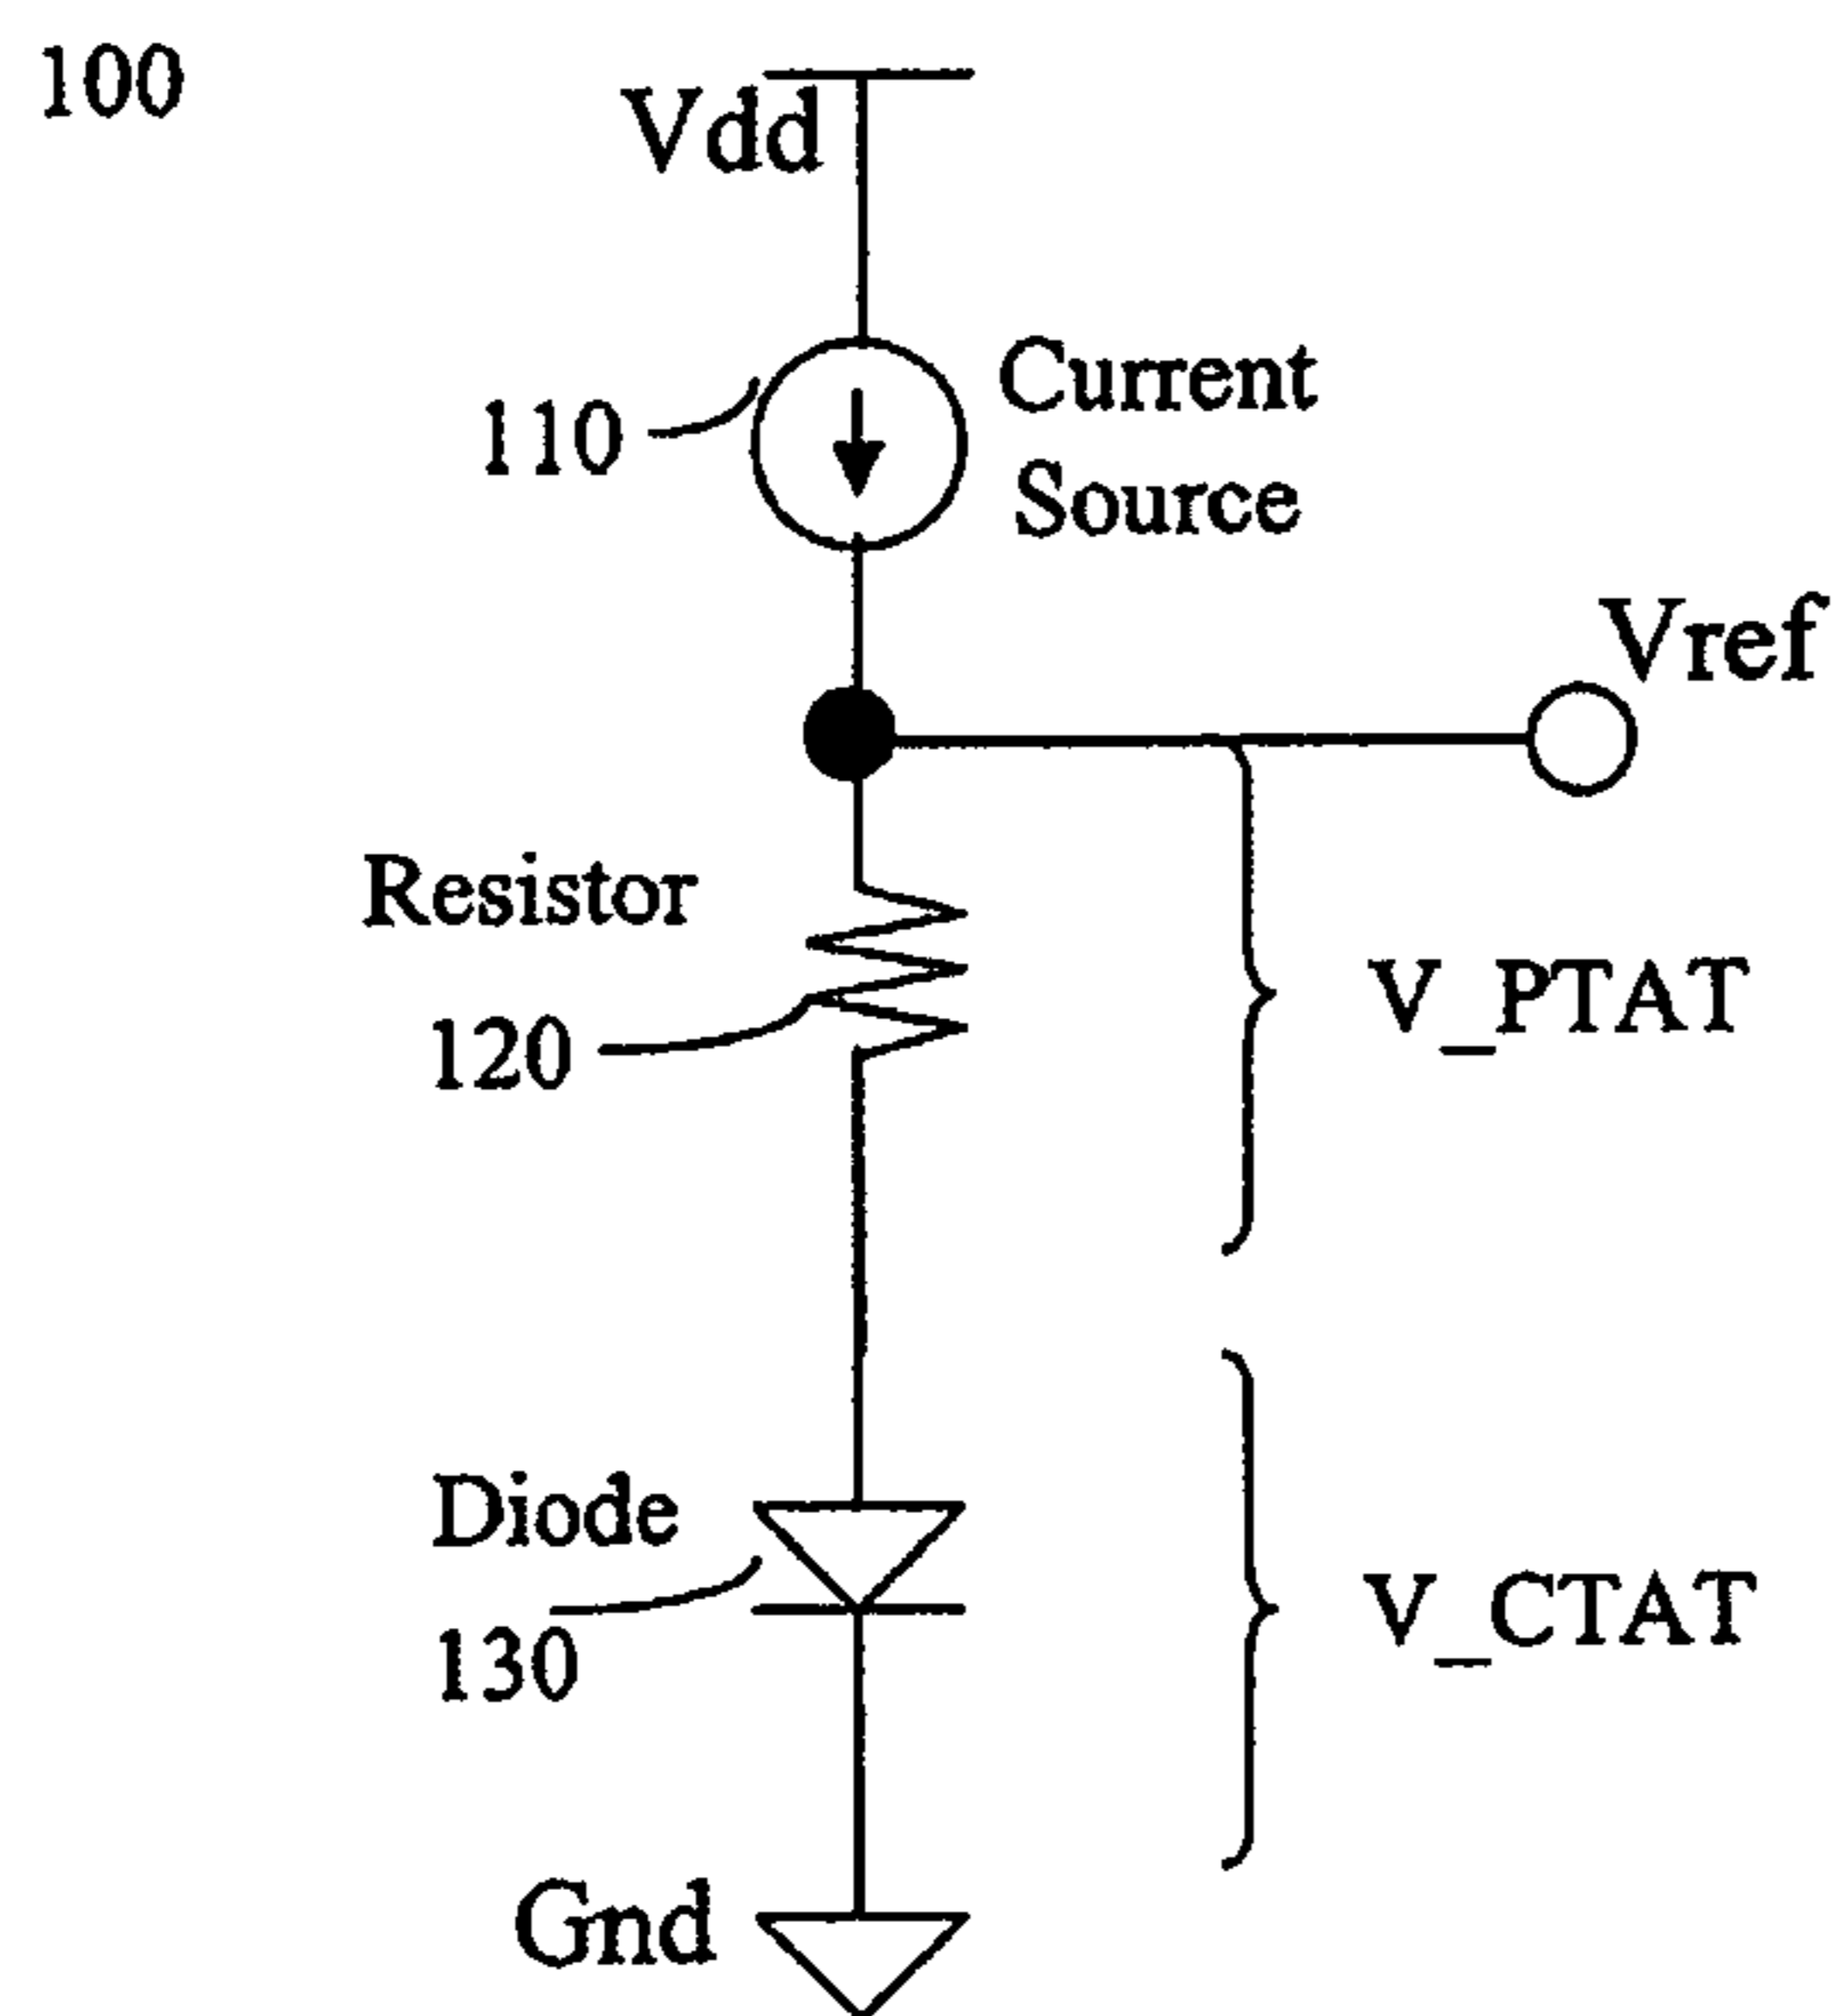 100
Vdd
110
Current
Source
Vref
Resistor
120
V_PTAT
Diode
130
V_CTAT
Gnd